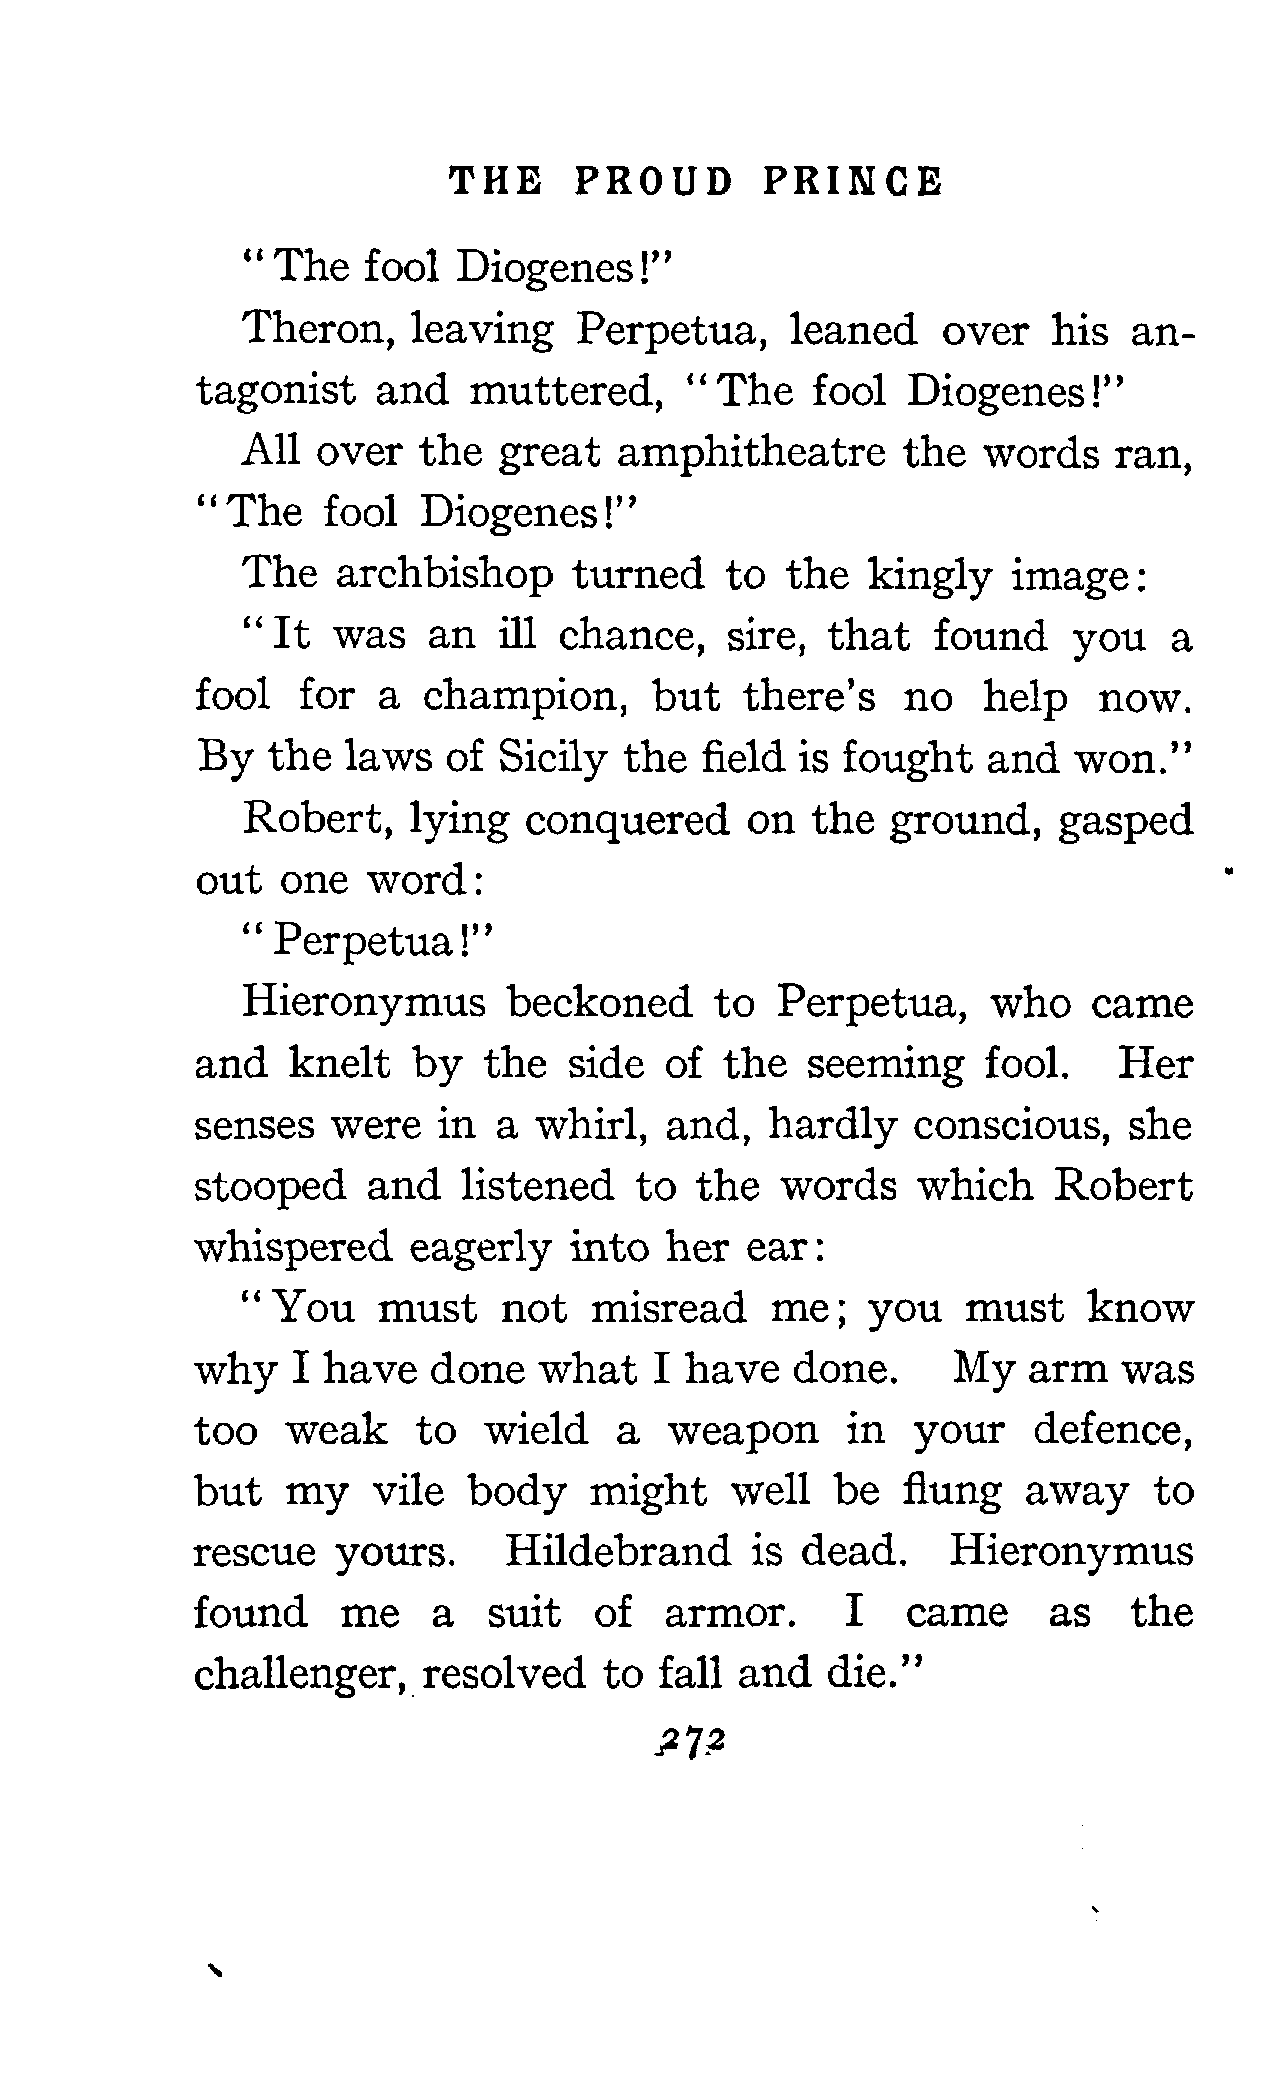 THE PROUD PRINCE
"The fool Diogenes!"
Theron, leaving Perpetua, leaned over his an-
tagonist and muttered, "The fool Diogenes!"
All over the great amphitheatre the words ran,
"The fool Diogenes!"
The archbishop turned to the kingly image:
"It was an ill chance, sire, that found you a
fool for a champion, but there's no help now.
By the laws of Sicily the field is fought and won."
Robert, lying conquered on the ground, gasped
out one word:
"Perpetua!"
Hieronymus beckoned to Perpetua, who came
and knelt by the side of the seeming fool. Her
senses were in a whirl, and, hardly conscious, she
stooped and listened to the words which Robert
whispered eagerly into her ear:
"You must not misread me; you must know
why I have done what I have done. My arm was
too weak to wield a weapon in your defence,
but my vile body might well be flung away to
rescue yours. Hildebrand is dead. Hieronymus
found me a suit of armor. I came as the
challenger, resolved to fall and die."
272